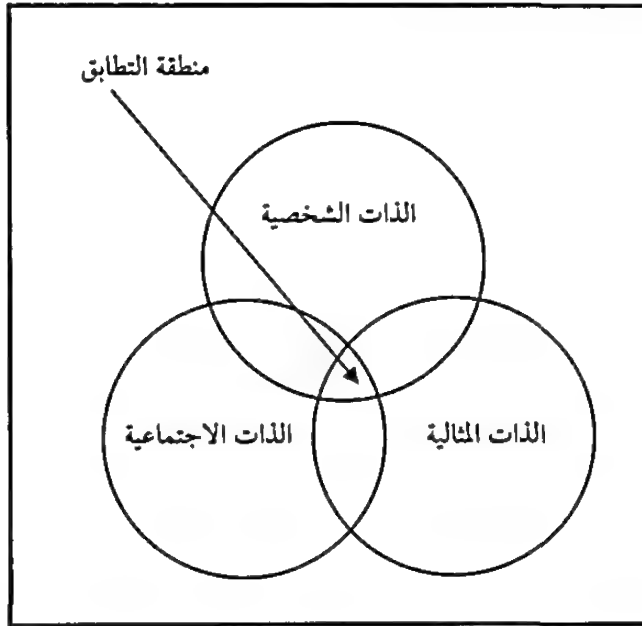 منطقة التطابق
الذات الشخصية
الذات الاجتماعية
الذات المثالية